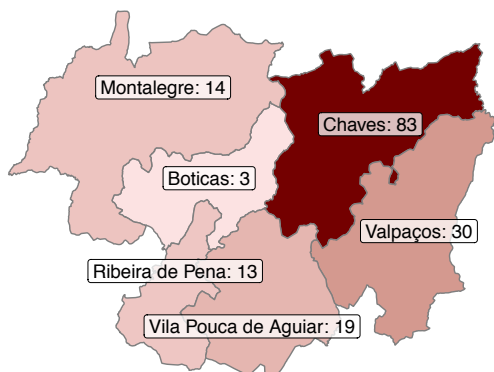 Montalegre: 14
Chaves: 83
Boticas: 3
Valpaços: 30
Ribeira de Pena: 13
Vila Pouca de Aguiar: 19